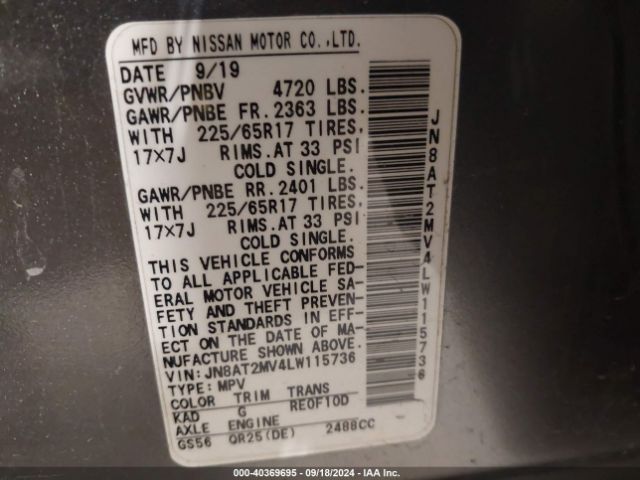 MFD BY NISSAN MOTOR CO.,LTD.
DATE 9/19
GVWR/PNBV 4720 LBS.
GAWR/PNBE FR. 2363 LBS.
WITH 225/65R17 TIRES,
17×7J RIMS. AT 33 PSI
COLD SINGLE.
GAWR/PNBE RR. 2401 LBS.
WITH 225/65R17 TIRES,
17×7J RIMS. AT 33 PSI
COLD SINGLE.
THIS VEHICLE CONFORMS
TO ALL APPLICABLE FED-
ERAL MOTOR VEHICLE SA-
FETY AND THEFT PREVEN-
TION STANDARDS IN EFF-
ECT ON THE DATE OF MA-
NUFACTURE SHOWN ABOVE.
VIN: JN8AT2MV4LW115736
TYPE: MPV
COLOR TRIM TRANS
KAD G RE0F10D
AXLE ENGINE
GS56 QR25(DE) 2488CC
JN8AT2MV4LW115736
000-40369695 - 09/18/2024 - IAA Inc.